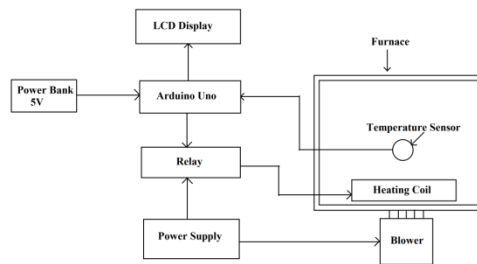 LCD Display
Furnace
Power Bank
5V
Arduino Uno
Temperature Sensor
Relay
Heating Coil
Power Supply
Blower